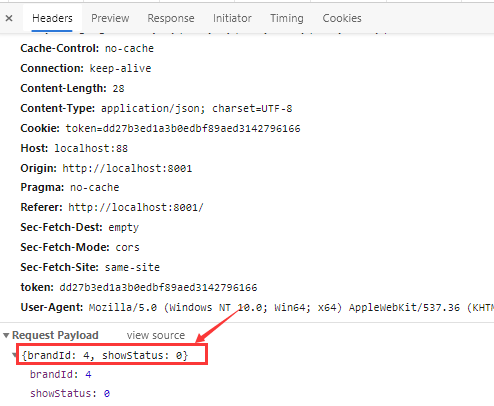 Headers Preview Response Initiator Timing Cookies
Cache-Control: no-cache
Connection: keep-alive
Content-Length: 28
Content-Type: application/json; charset=UTF-8
Cookie: token=dd27b3ed1a3b0edbf89aed3142796166
Host: localhost:88
Origin: http://localhost:8001
Pragma: no-cache
Referer: http://localhost:8001/
Sec-Fetch-Dest: empty
Sec-Fetch-Mode: cors
Sec-Fetch-Site: same-site
token: dd27b3ed1a3b0edbf89aed3142796166
User-Agent: Mozilla/5.0 (Windows NT 10.0; Win64; x64) AppleWebKit/537.36 (KHTM
Request Payload view source
{brandId: 4, showStatus: 0}
brandId: 4
showStatus: 0